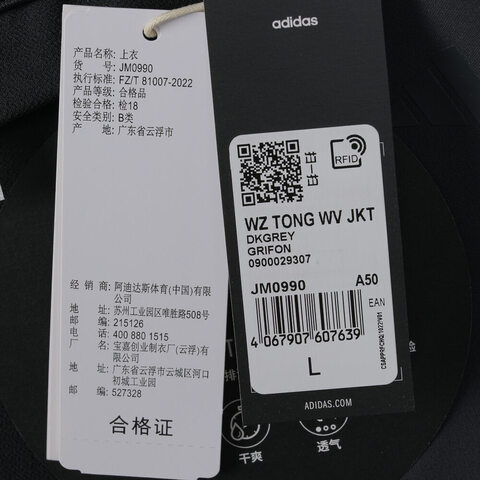 产品名称: 上衣
货 号: JM0990
执行标准: FZ/T 81007-2022
产品等级: 合格品
检验合格: 检18
安全类别: B类
产 地: 广东省云浮市
经 销 商: 阿迪达斯体育(中国)有限公司
地 址: 苏州工业园区唯胜路508号
邮 编: 215126
电 话: 400 880 1515
厂 名: 宝嘉创业制衣厂(云浮)有限公司
厂 址: 广东省云浮市云城区河口初城工业园
邮 编: 527328
合格证
adidas
RFID
WZ TONG WV JKT
DKGREY
GRIFON
0900029307
JM0990 A50
EAN
4 067907 607639
L
ADIDAS.COM
干爽
透气